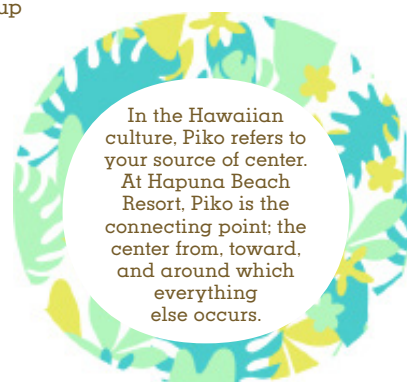 up
In the Hawaiian
culture, Piko refers to
your source of center.
At Hapuna Beach
Resort, Piko is the
connecting point; the
center from, toward,
and around which
everything
else occurs.